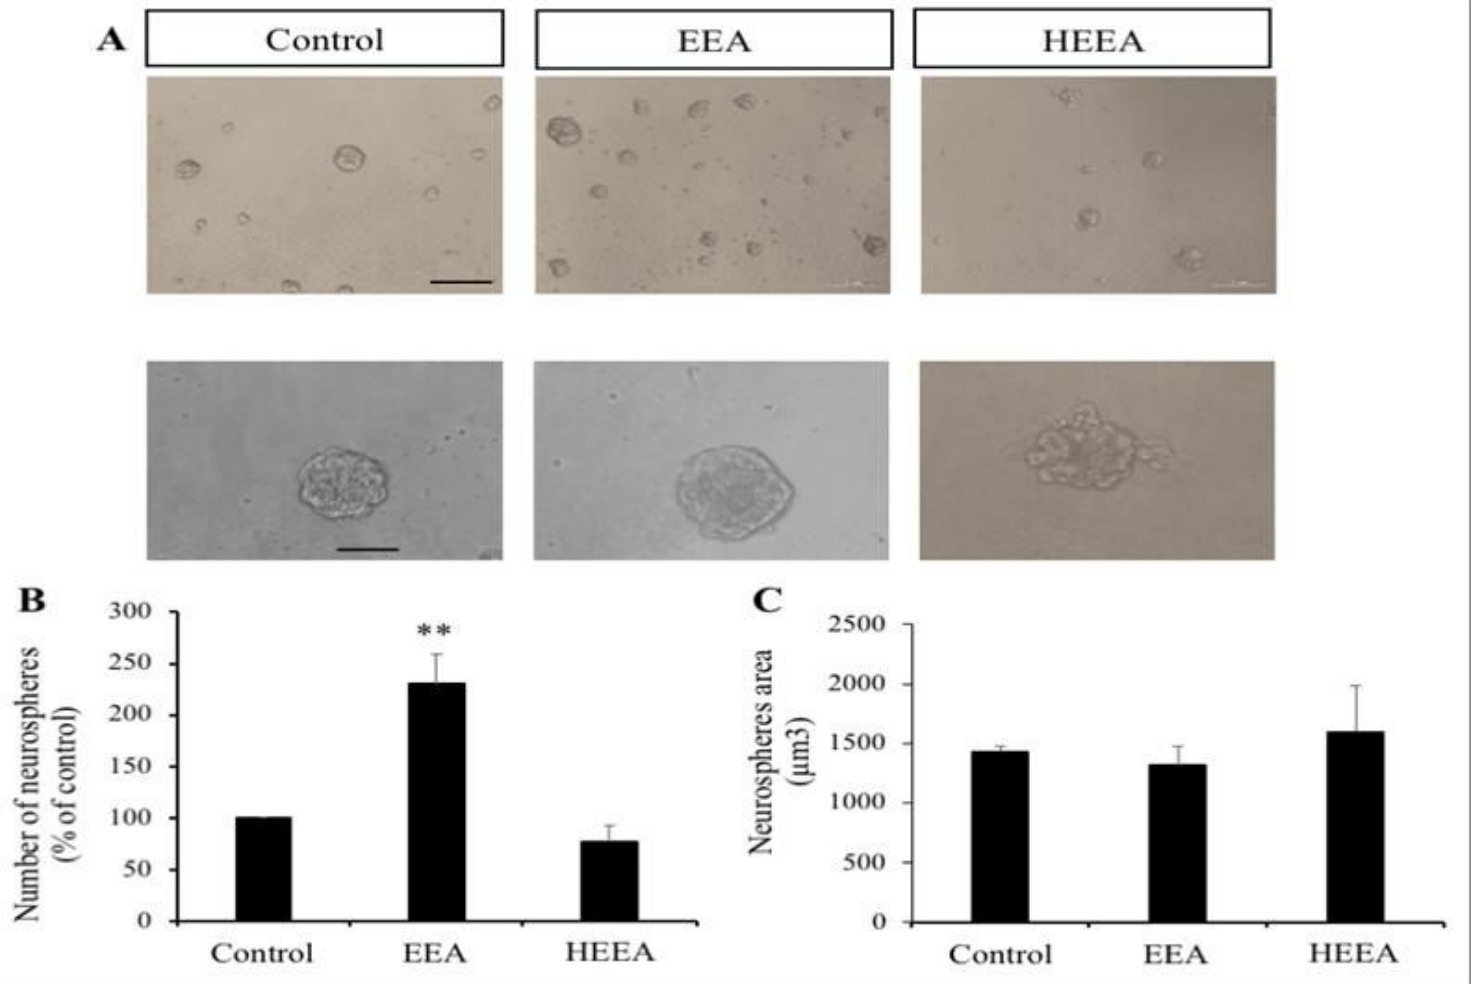 A
Control
EEA
HEEA
B
Number of neurospheres
(% of control)
300
250
200
150
100
50
0
**
Control
EEA
HEEA
C
Neurospheres area
(µm3)
2500
2000
1500
1000
500
0
Control
EEA
HEEA